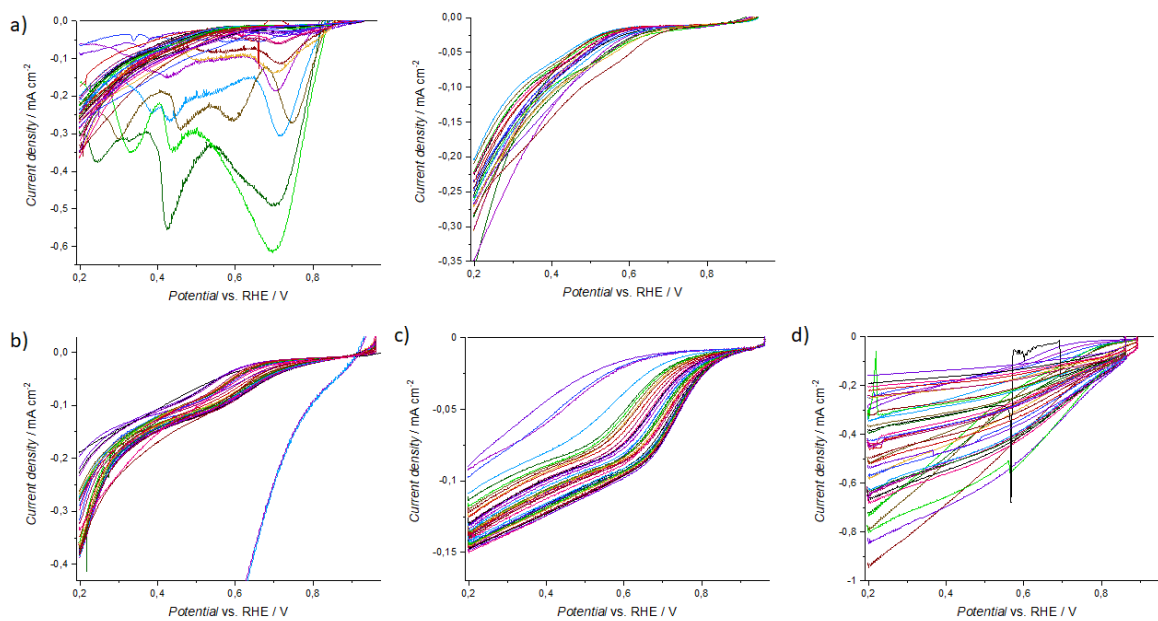 a)
0,0
-0,1
-0,2
-0,3
-0,4
-0,5
-0,6
0,2 0,4 0,6 0,8
Current density / mA cm-2
Potential vs. RHE / V
0,00
-0,05
-0,10
-0,15
-0,20
-0,25
-0,30
-0,35
0,2 0,4 0,6 0,8
Current density / mA cm-2
Potential vs. RHE / V
b)
0,0
-0,1
-0,2
-0,3
-0,4
0,2 0,4 0,6 0,8
Current density / mA cm-2
Potential vs. RHE / V
c)
0
-0,05
-0,1
-0,15
0,2 0,4 0,6 0,8
Current density / mA cm-2
Potential vs. RHE / V
d)
0
-0,2
-0,4
-0,6
-0,8
-1
0,2 0,4 0,6 0,8
Current density / mA cm-2
Potential vs. RHE / V